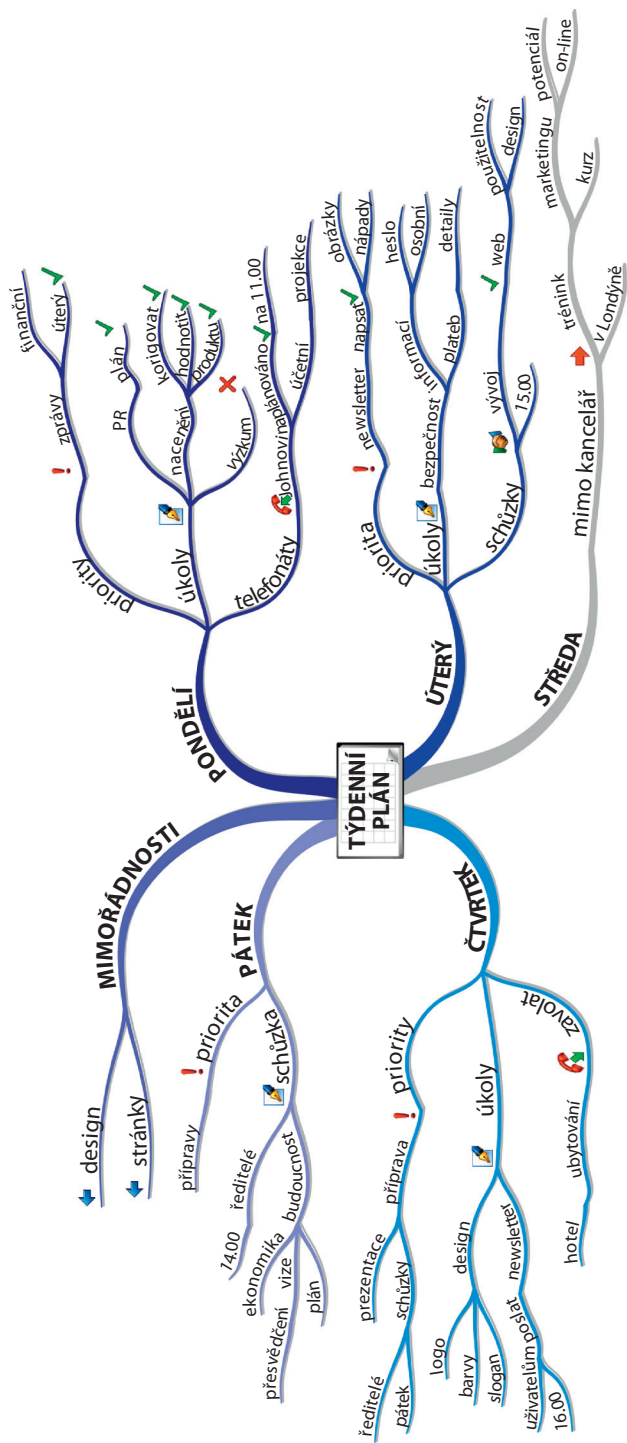 TÝDENNÍ
PLÁN
PONDĚLÍ
priority
zprávy
finanční
úterý
úkoly
PR
plán
nacenění
korigovat
hodnotit
produktu
výzkum
telefonáty
Johnovi
naplánováno
na 11.00
účetní
projekce
ÚTERÝ
priorita
newsletter
napsat
obrázky
nápady
úkoly
bezpečnost
informací
heslo
osobní
plateb
detaily
schůzky
vývoj
web
použitelnost
design
15.00
STŘEDA
mimo kancelář
trénink
marketingu
potenciál
on-line
kurz
v Londýně
ČTVRTEK
priority
příprava
prezentace
schůzky
ředitelé
pátek
úkoly
design
logo
barvy
slogan
newsletter
poslat
uživatelům
16.00
zavolat
ubytování
hotel
PÁTEK
priorita
přípravy
schůzka
ředitelé
14.00
budoucnost
ekonomika
vize
přesvědčení
plán
MIMOŘÁDNOSTI
design
stránky